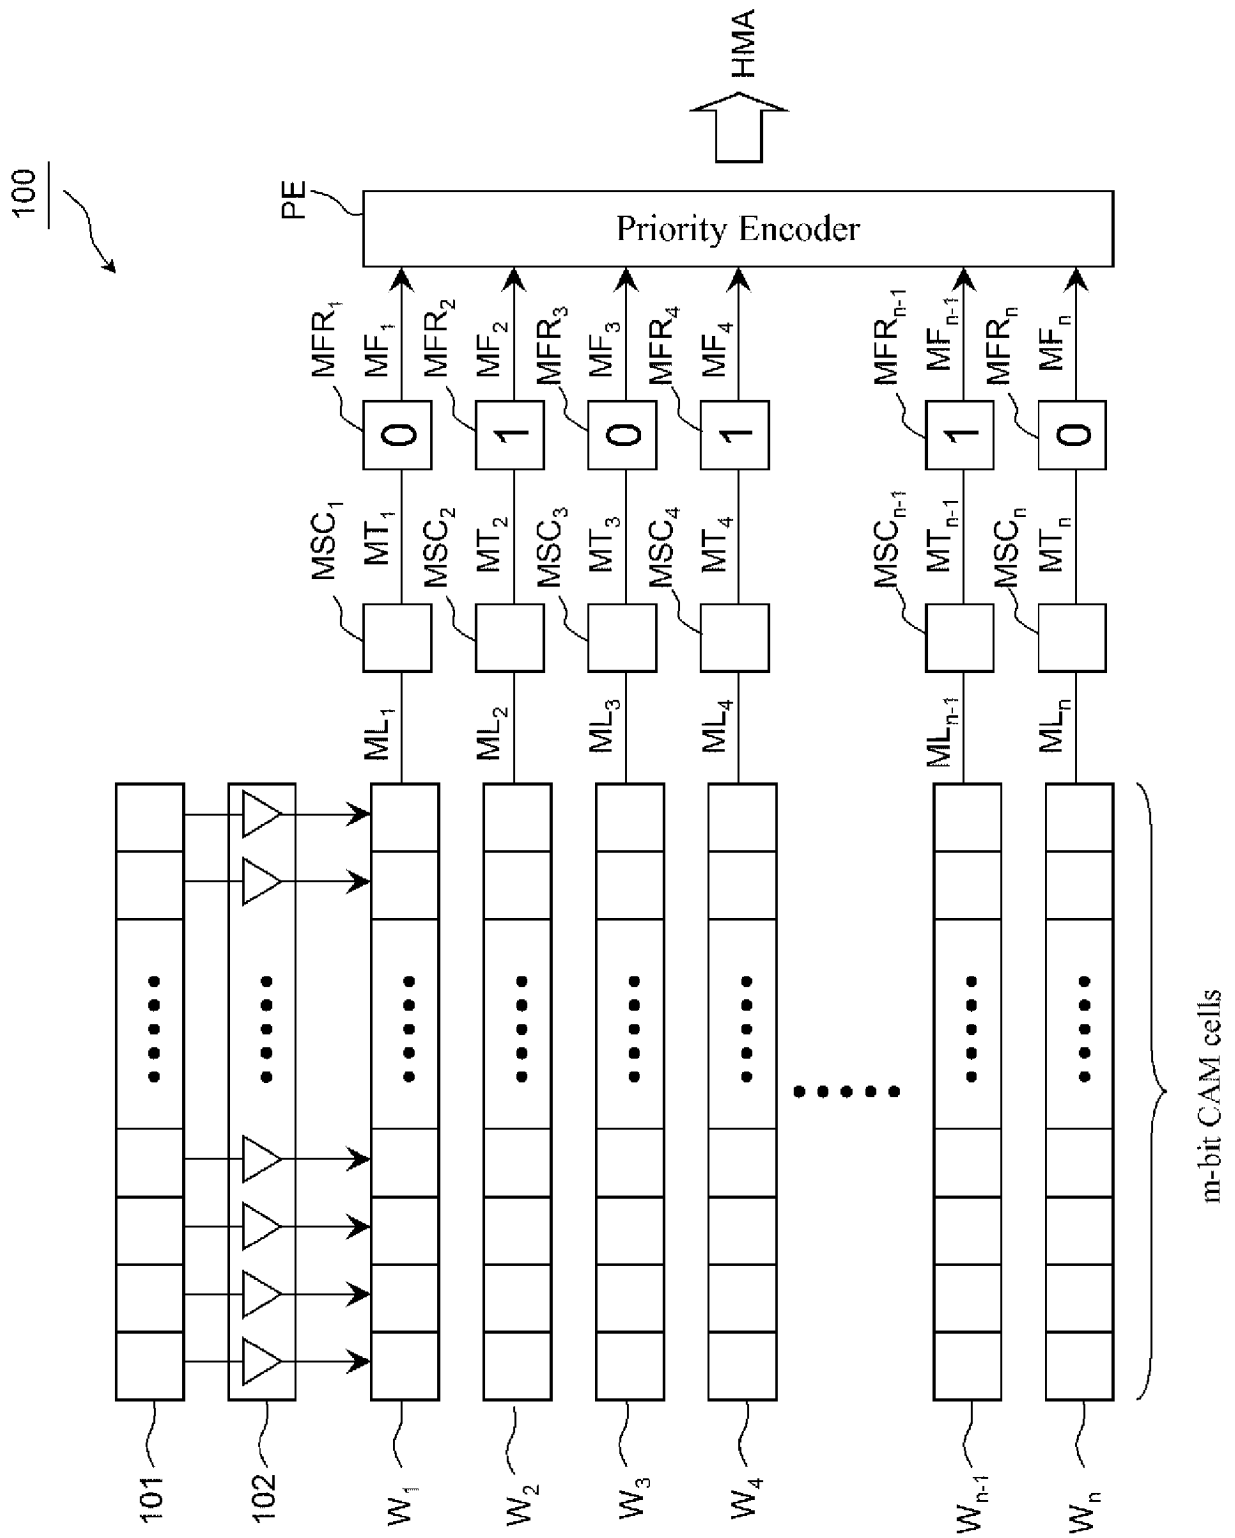 100
HMA
PE
Priority Encoder
101
102
W₁ ML₁ MSC₁ MT₁ MFR₁ 0 MF₁
W₂ ML₂ MSC₂ MT₂ MFR₂ 1 MF₂
W₃ ML₃ MSC₃ MT₃ MFR₃ 0 MF₃
W₄ ML₄ MSC₄ MT₄ MFR₄ 1 MF₄
Wₙ₋₁ MLₙ₋₁ MSCₙ₋₁ MTₙ₋₁ MFRₙ₋₁ 1 MFₙ₋₁
Wₙ MLₙ MSCₙ MTₙ MFRₙ 0 MFₙ
m-bit CAM cells